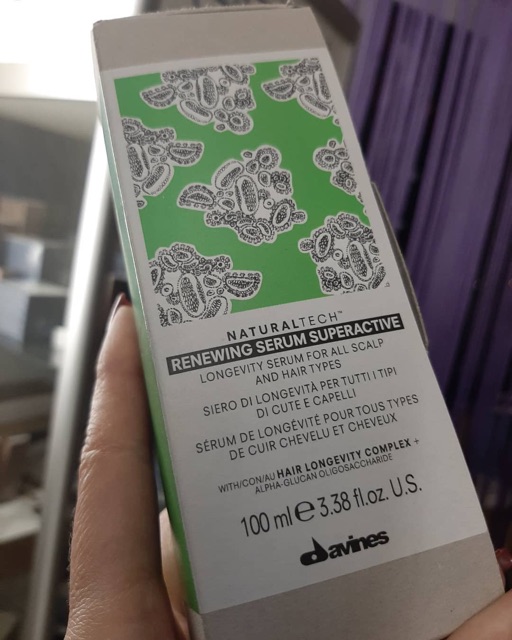 NATURALTECH™
RENEWING SERUM SUPERACTIVE
LONGEVITY SERUM FOR ALL SCALP
AND HAIR TYPES
SIERO DI LONGEVITÀ PER TUTTI I TIPI
DI CUTE E CAPELLI
SÉRUM DE LONGÉVITÉ POUR TOUS TYPES
DE CUIR CHEVELU ET CHEVEUX
WITH/CON/AU HAIR LONGEVITY COMPLEX +
ALPHA-GLUCAN OLIGOSACCHARIDE
100 ml e 3.38 fl.oz. U.S.
davines